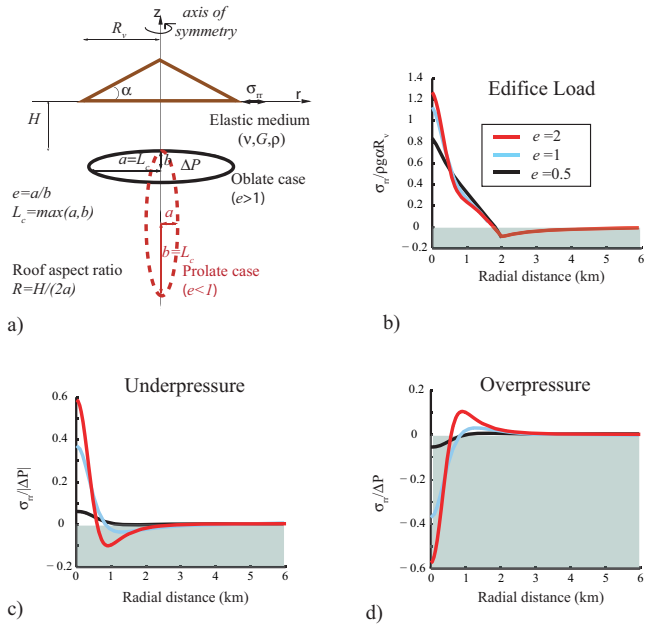 z
axis of
symmetry
R_v
α
σ_rr
r
H
Elastic medium
(ν,G,ρ)
a=L_c
b
ΔP
Oblate case
(e>1)
e=a/b
L_c=max(a,b)
a
b=L_c
Roof aspect ratio
R=H/(2a)
Prolate case
(e<1)
a)
Edifice Load
1.4
1.2
1
0.8
0.6
0.4
0.2
0
−0.2
σ_rr/ρgαR_v
e=2
e=1
e=0.5
0 1 2 3 4 5 6
Radial distance (km)
b)
Underpressure
0.6
0.4
0.2
0
−0.2
σ_rr/|ΔP|
0 1 2 3 4 5 6
Radial distance (km)
c)
Overpressure
0.2
0
−0.2
−0.4
−0.6
σ_rr/ΔP
0 1 2 3 4 5 6
Radial distance (km)
d)